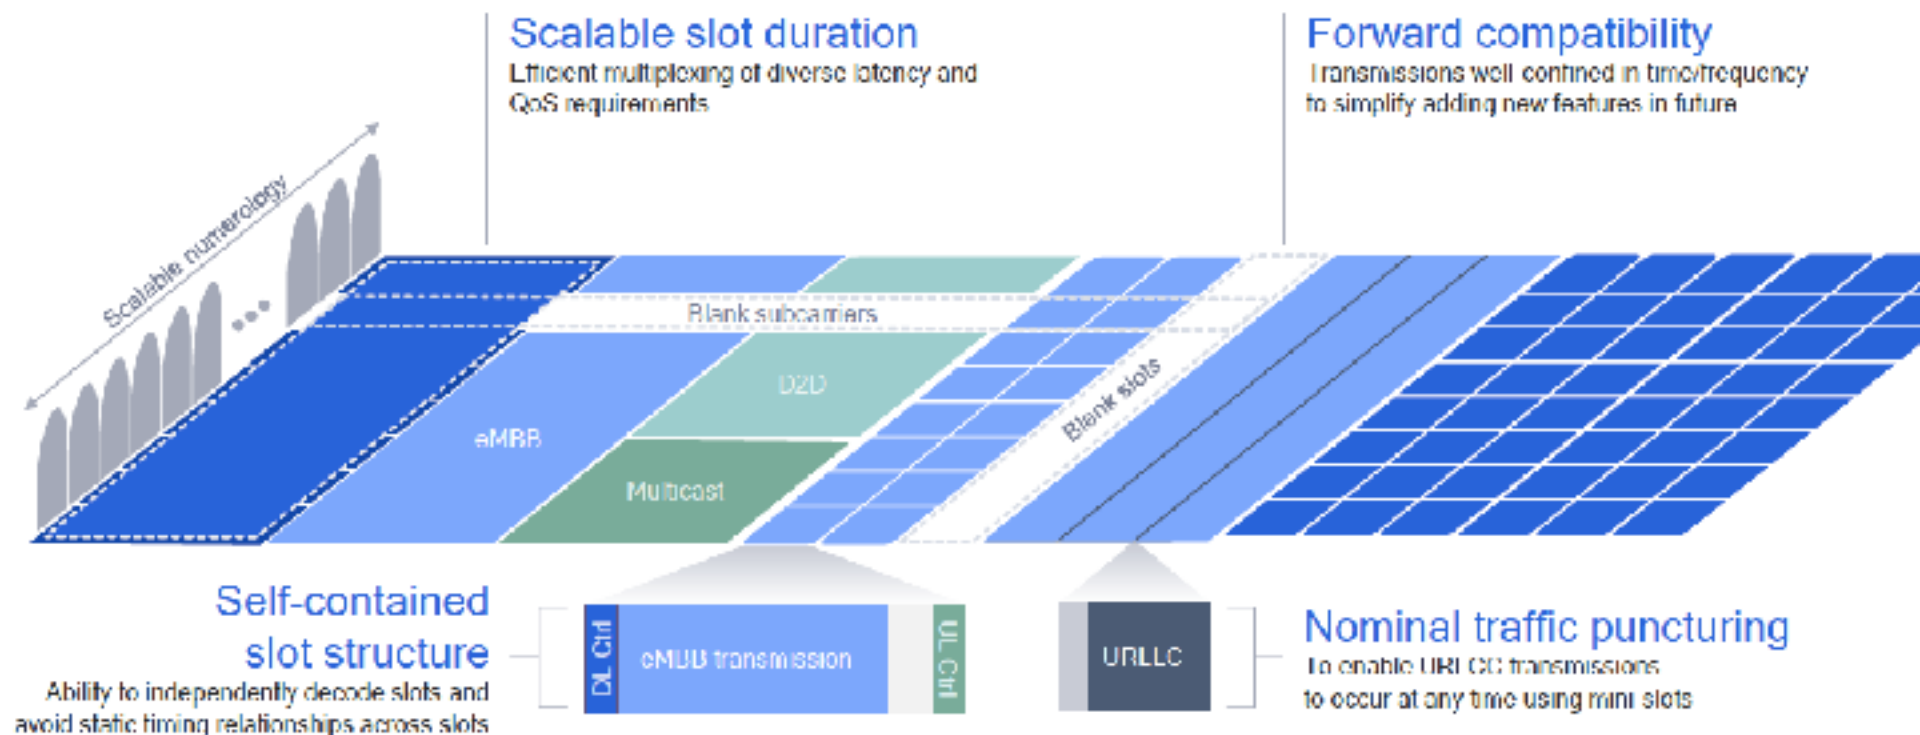 Scalable slot duration
Efficient multiplexing of diverse latency and
QoS requirements
Forward compatibility
Transmissions well confined in time/frequency
to simplify adding new features in future
Scalable numerology
Blank subcarriers
D2D
eMBB
Multicast
Blank slots
Self-contained
slot structure
Ability to independently decode slots and
avoid static timing relationships across slots
DL Ctrl
eMBB transmission
UL Ctrl
URLLC
Nominal traffic puncturing
To enable URLCC transmissions
to occur at any time using mini slots